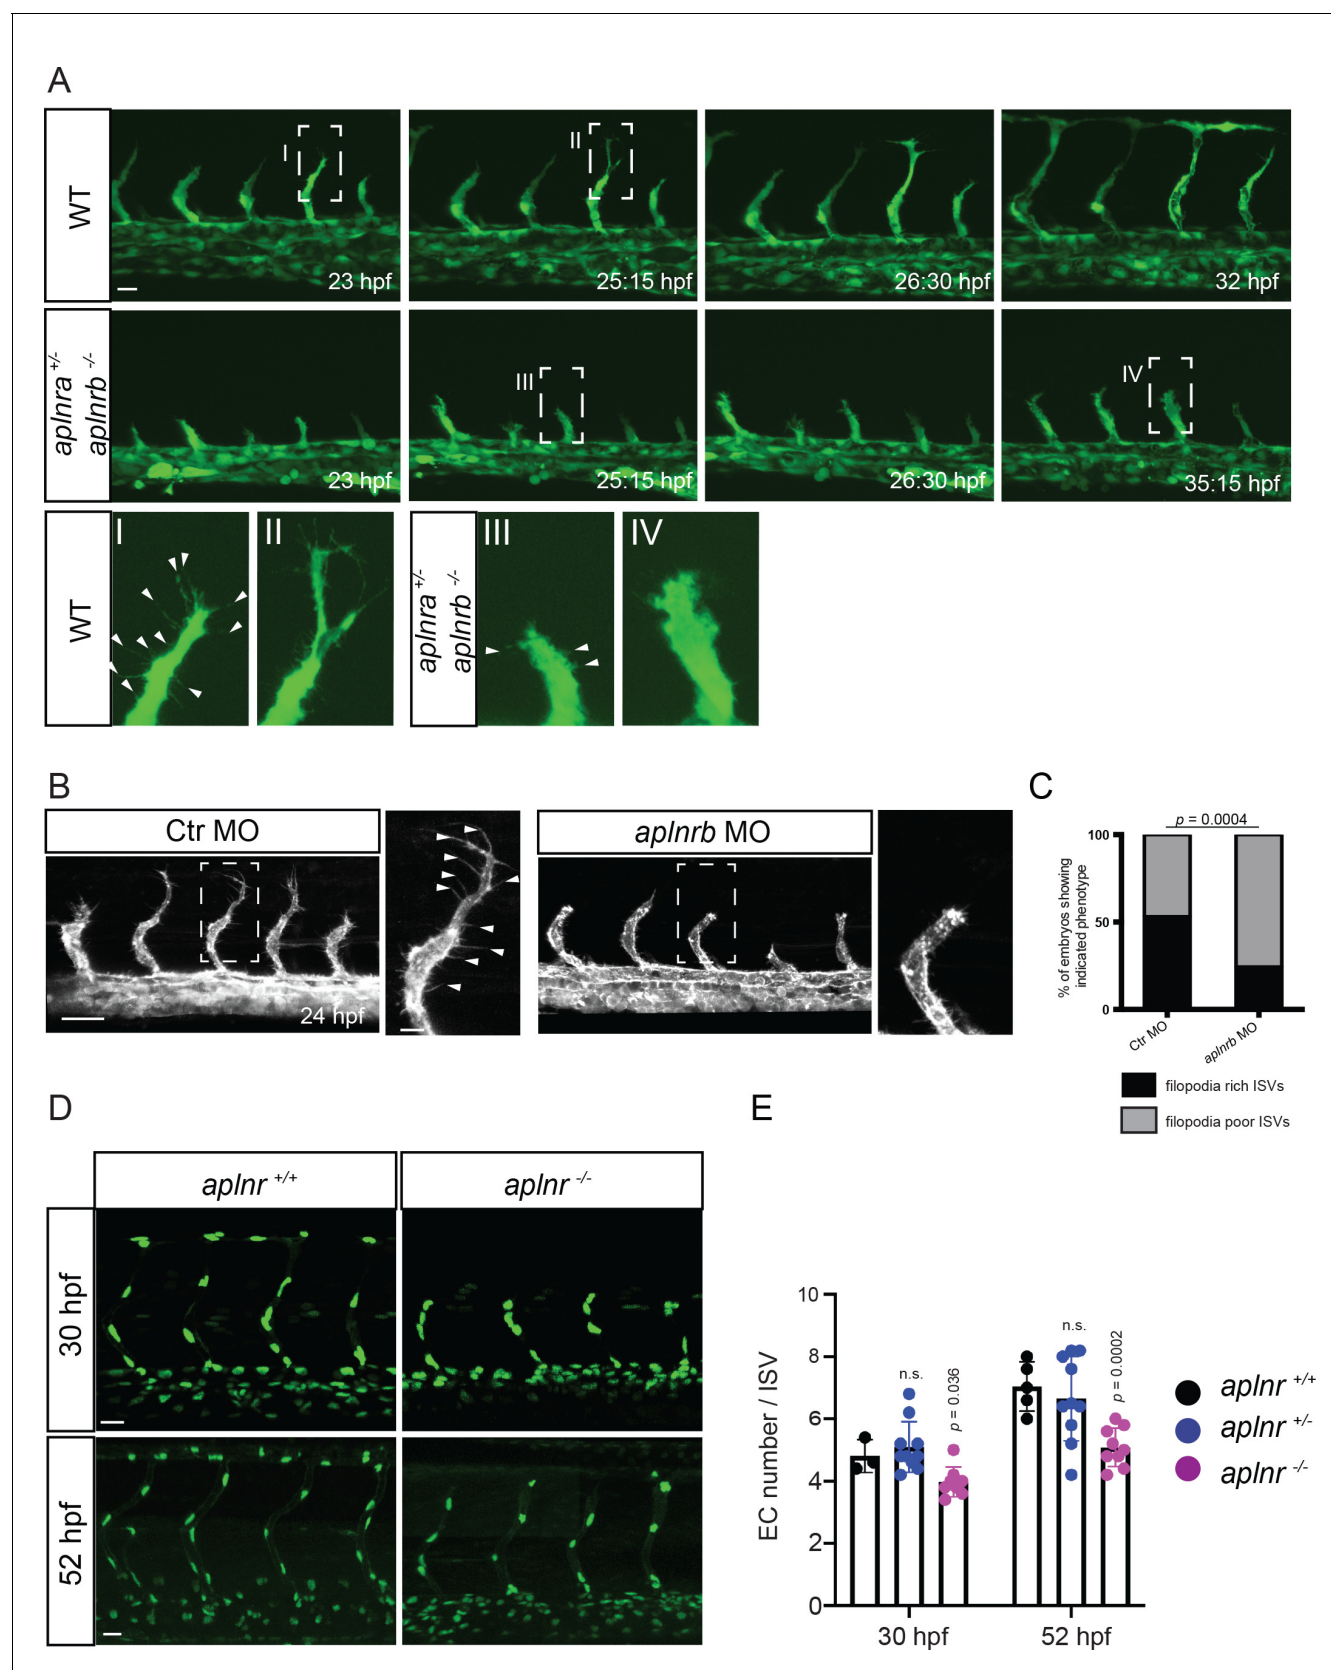 A
WT
I
23 hpf
II
25:15 hpf
26:30 hpf
32 hpf
aplnra +/-
aplnrb -/-
23 hpf
III
25:15 hpf
26:30 hpf
IV
35:15 hpf
WT
I
II
aplnra +/-
aplnrb -/-
III
IV
B
Ctr MO
24 hpf
aplnrb MO
C
p = 0.0004
% of embryos showing
indicated phenotype
100
50
0
Ctr MO
aplnrb MO
filopodia rich ISVs
filopodia poor ISVs
D
aplnr +/+
aplnr -/-
30 hpf
52 hpf
E
EC number / ISV
10
8
6
4
2
0
n.s.
p = 0.036
n.s.
p = 0.0002
30 hpf
52 hpf
aplnr +/+
aplnr +/-
aplnr -/-